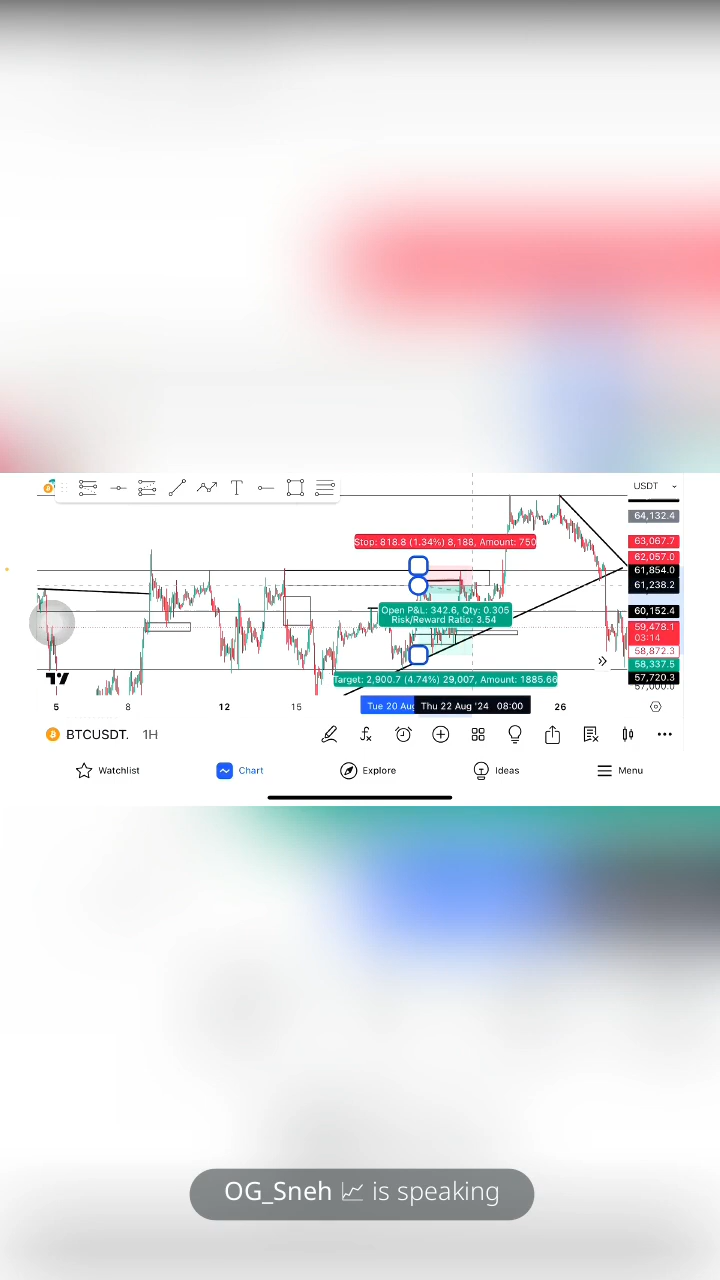 USDT
64,132.4
Stop: 818.8 (1.34%) 8,188, Amount: 750
63,067.7
62,057.0
61,854.0
61,238.2
Open P&L: 342.6, Qty: 0.305
Risk/Reward Ratio: 3.54
60,152.4
59,478.1
03:14
58,872.3
58,337.5
57,720.3
57,000.0
Target: 2,900.7 (4.74%) 29,007, Amount: 1885.66
5
8
12
15
Tue 20 Aug
Thu 22 Aug '24 08:00
26
BTCUSDT. 1H
Watchlist
Chart
Explore
Ideas
Menu
OG_Sneh 📈 is speaking